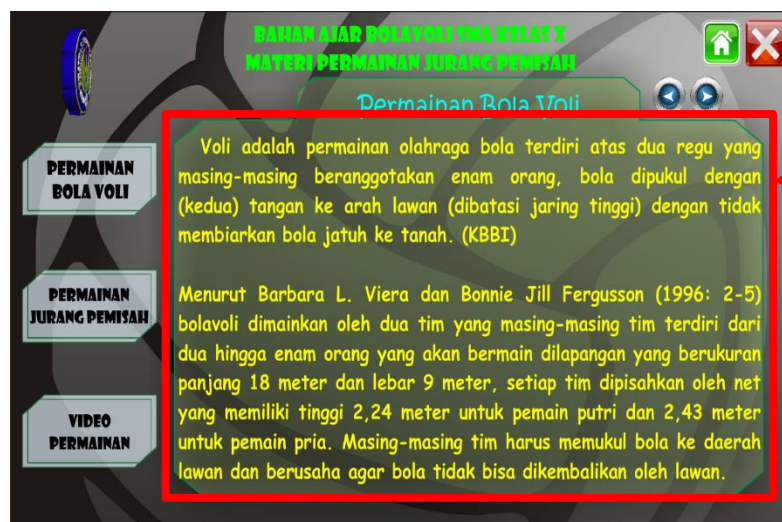 BAHAN AJAR BOLAVOLI SMA KELAS X
MATERI PERMAINAN JURANG PEMISAH
Permainan Bola Voli
PERMAINAN
BOLA VOLI
PERMAINAN
JURANG PEMISAH
VIDEO
PERMAINAN
Voli adalah permainan olahraga bola terdiri atas dua regu yang
masing-masing beranggotakan enam orang, bola dipukul dengan
(kedua) tangan ke arah lawan (dibatasi jaring tinggi) dengan tidak
membiarkan bola jatuh ke tanah. (KBBI)
Menurut Barbara L. Viera dan Bonnie Jill Fergusson (1996: 2-5)
bolavoli dimainkan oleh dua tim yang masing-masing tim terdiri dari
dua hingga enam orang yang akan bermain dilapangan yang berukuran
panjang 18 meter dan lebar 9 meter, setiap tim dipisahkan oleh net
yang memiliki tinggi 2,24 meter untuk pemain putri dan 2,43 meter
untuk pemain pria. Masing-masing tim harus memukul bola ke daerah
lawan dan berusaha agar bola tidak bisa dikembalikan oleh lawan.